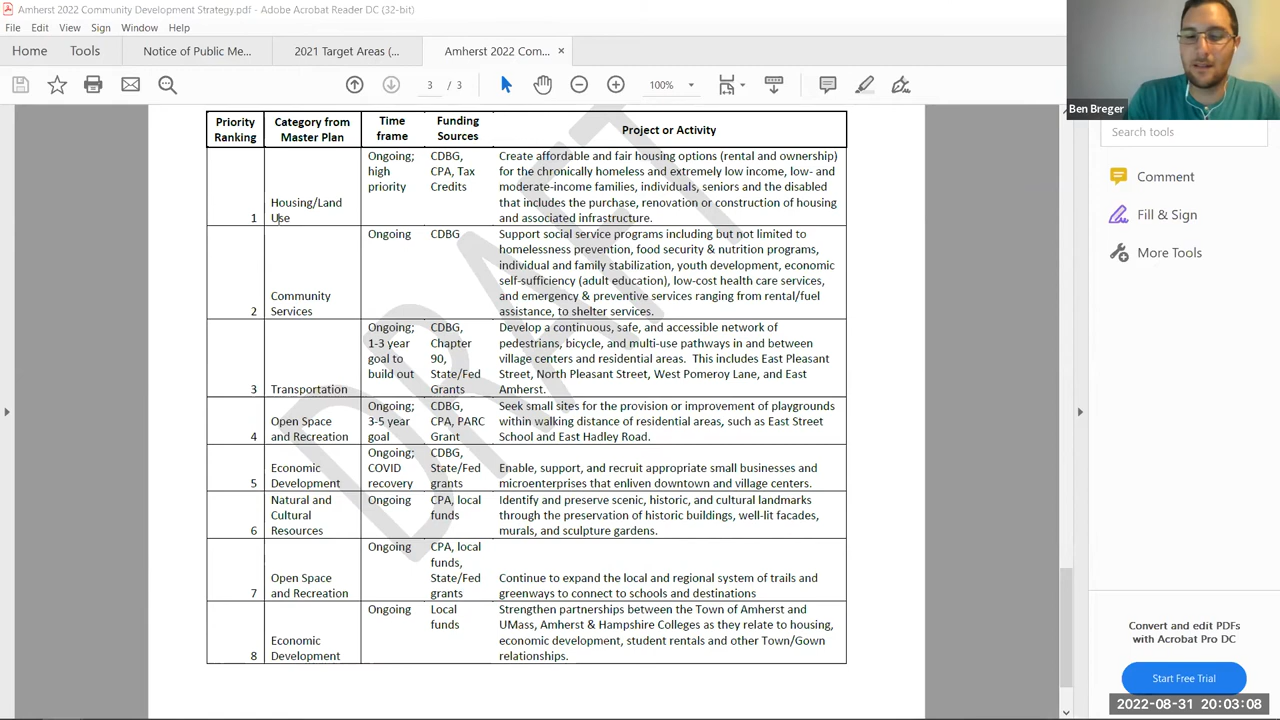 Amherst 2022 Community Development Strategy.pdf - Adobe Acrobat Reader DC (32-bit)
File Edit View Sign Window Help
Home Tools Notice of Public Me... 2021 Target Areas (... Amherst 2022 Com... ×
3 / 3 100%
Ben Breger
Search tools
Comment
Fill & Sign
More Tools
Convert and edit PDFs
with Acrobat Pro DC
Start Free Trial
2022-08-31 20:03:08
DRAFT
Priority
Ranking
Category from
Master Plan
Time
frame
Funding
Sources
Project or Activity
1
Housing/Land
Use
Ongoing;
high
priority
CDBG,
CPA, Tax
Credits
Create affordable and fair housing options (rental and ownership)
for the chronically homeless and extremely low income, low- and
moderate-income families, individuals, seniors and the disabled
that includes the purchase, renovation or construction of housing
and associated infrastructure.
2
Community
Services
Ongoing
CDBG
Support social service programs including but not limited to
homelessness prevention, food security & nutrition programs,
individual and family stabilization, youth development, economic
self-sufficiency (adult education), low-cost health care services,
and emergency & preventive services ranging from rental/fuel
assistance, to shelter services.
3
Transportation
Ongoing;
1-3 year
goal to
build out
CDBG,
Chapter
90,
State/Fed
Grants
Develop a continuous, safe, and accessible network of
pedestrians, bicycle, and multi-use pathways in and between
village centers and residential areas. This includes East Pleasant
Street, North Pleasant Street, West Pomeroy Lane, and East
Amherst.
4
Open Space
and Recreation
Ongoing;
3-5 year
goal
CDBG,
CPA, PARC
Grant
Seek small sites for the provision or improvement of playgrounds
within walking distance of residential areas, such as East Street
School and East Hadley Road.
5
Economic
Development
Ongoing;
COVID
recovery
CDBG,
State/Fed
grants
Enable, support, and recruit appropriate small businesses and
microenterprises that enliven downtown and village centers.
6
Natural and
Cultural
Resources
Ongoing
CPA, local
funds
Identify and preserve scenic, historic, and cultural landmarks
through the preservation of historic buildings, well-lit facades,
murals, and sculpture gardens.
7
Open Space
and Recreation
Ongoing
CPA, local
funds,
State/Fed
grants
Continue to expand the local and regional system of trails and
greenways to connect to schools and destinations
8
Economic
Development
Ongoing
Local
funds
Strengthen partnerships between the Town of Amherst and
UMass, Amherst & Hampshire Colleges as they relate to housing,
economic development, student rentals and other Town/Gown
relationships.